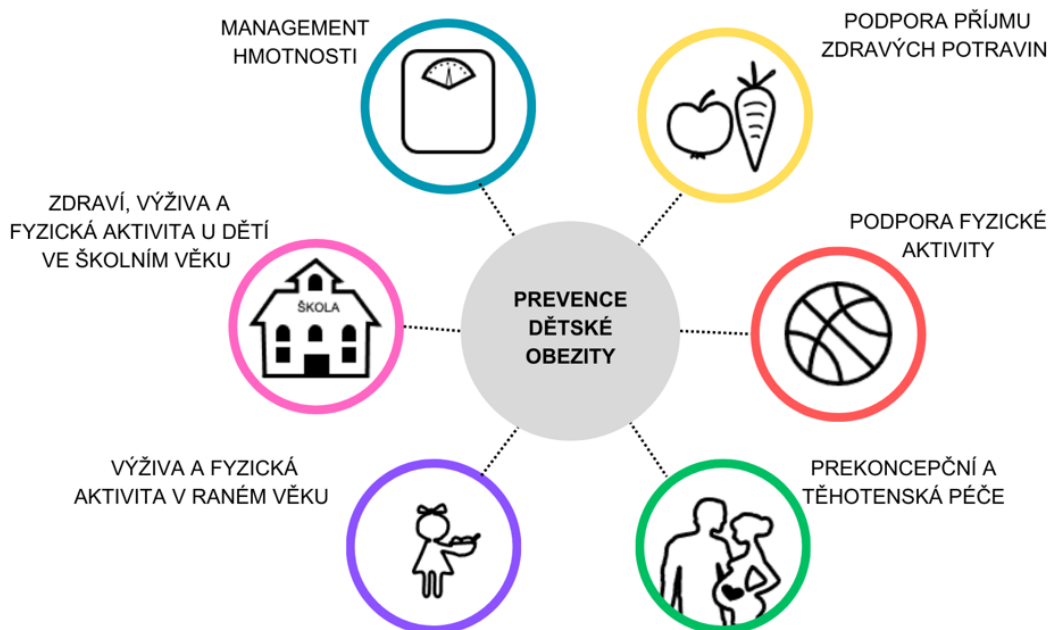 MANAGEMENT
HMOTNOSTI
PODPORA PŘÍJMU
ZDRAVÝCH POTRAVIN
ZDRAVÍ, VÝŽIVA A
FYZICKÁ AKTIVITA U DĚTÍ
VE ŠKOLNÍM VĚKU
ŠKOLA
PODPORA FYZICKÉ
AKTIVITY
PREVENCE
DĚTSKÉ
OBEZITY
VÝŽIVA A FYZICKÁ
AKTIVITA V RANÉM VĚKU
PREKONCEPČNÍ A
TĚHOTENSKÁ PÉČE